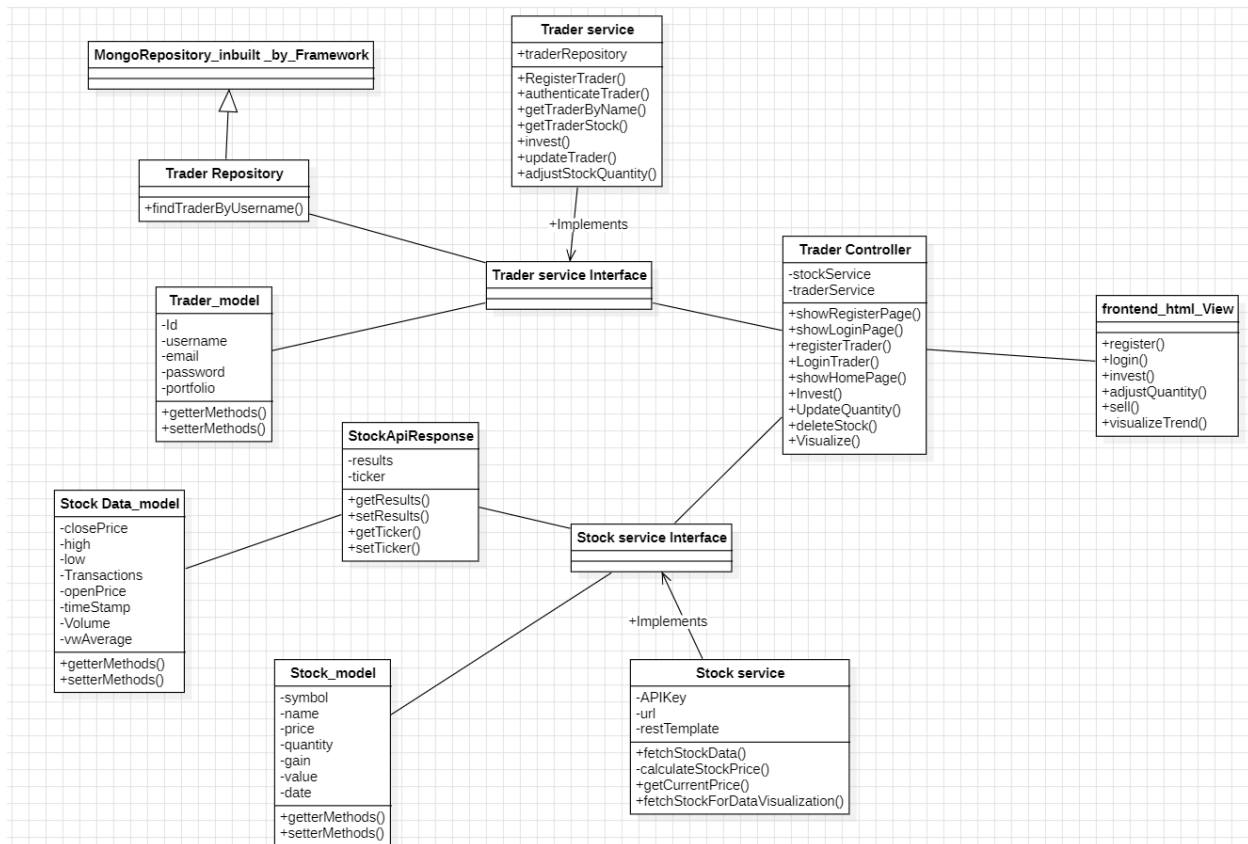 MongoRepository_inbuilt _by_Framework
Trader service
+traderRepository
+RegisterTrader()
+authenticateTrader()
+getTraderByName()
+getTraderStock()
+invest()
+updateTrader()
+adjustStockQuantity()
Trader Repository
+findTraderByUsername()
+Implements
Trader service Interface
Trader Controller
-stockService
-traderService
+showRegisterPage()
+showLoginPage()
+registerTrader()
+LoginTrader()
+showHomePage()
+Invest()
+UpdateQuantity()
+deleteStock()
+Visualize()
frontend_html_View
+register()
+login()
+invest()
+adjustQuantity()
+sell()
+visualizeTrend()
Trader_model
-Id
-username
-email
-password
-portfolio
+getterMethods()
+setterMethods()
StockApiResponse
-results
-ticker
+getResults()
+setResults()
+getTicker()
+setTicker()
Stock Data_model
-closePrice
-high
-low
-Transactions
-openPrice
-timeStamp
-Volume
-vwAverage
+getterMethods()
+setterMethods()
Stock service Interface
+Implements
Stock_model
-symbol
-name
-price
-quantity
-gain
-value
-date
+getterMethods()
+setterMethods()
Stock service
-APIKey
-url
-restTemplate
+fetchStockData()
-calculateStockPrice()
+getCurrentPrice()
+fetchStockForDataVisualization()